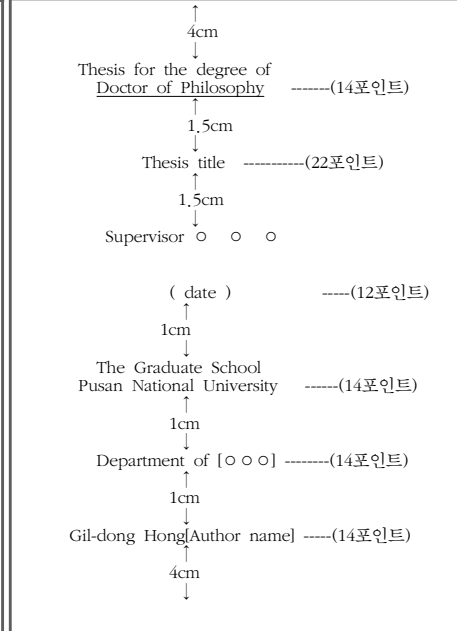 ↑
4cm
↓
Thesis for the degree of
Doctor of Philosophy -------(14포인트)
↑
1.5cm
↓
Thesis title -----------(22포인트)
↑
1.5cm
↓
Supervisor ○ ○ ○
( date ) -----(12포인트)
↑
1cm
↓
The Graduate School
Pusan National University ------(14포인트)
↑
1cm
↓
Department of [○○○] --------(14포인트)
↑
1cm
↓
Gil-dong Hong[Author name] -----(14포인트)
↑
4cm
↓